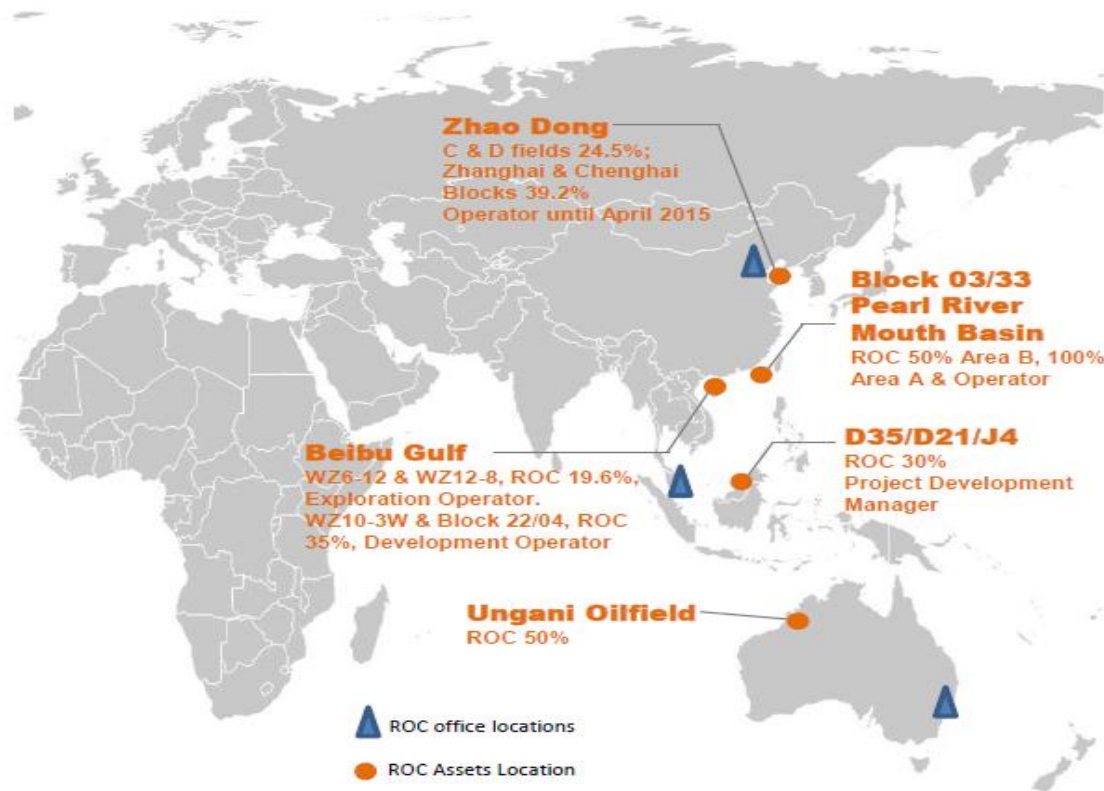 Zhao Dong
C & D fields 24.5%;
Zhanghai & Chenghai
Blocks 39.2%
Operator until April 2015
Block 03/33
Pearl River
Mouth Basin
ROC 50% Area B, 100%
Area A & Operator
Beibu Gulf
WZ6-12 & WZ12-8, ROC 19.6%,
Exploration Operator.
WZ10-3W & Block 22/04, ROC
35%, Development Operator
D35/D21/J4
ROC 30%
Project Development
Manager
Ungani Oilfield
ROC 50%
ROC office locations
ROC Assets Location